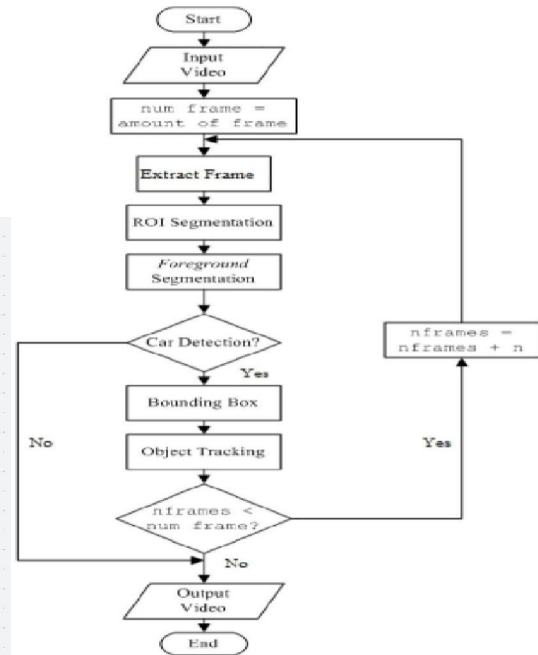 Start
Input
Video
num frame =
amount of frame
Extract Frame
ROI Segmentation
Foreground
Segmentation
Car Detection?
Yes
Bounding Box
Object Tracking
nframes <
num frame?
No
Output
Video
End
No
nframes =
nframes + n
Yes